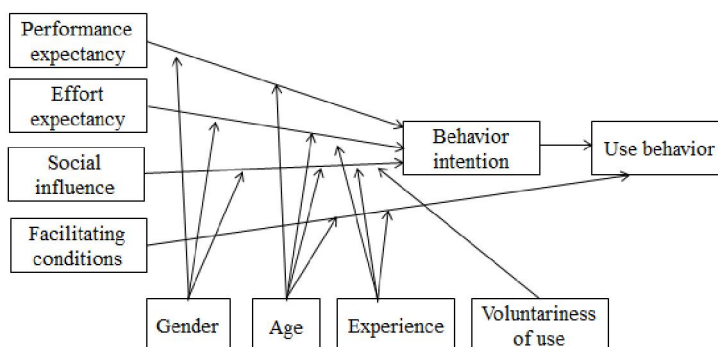 Performance
expectancy
Effort
expectancy
Social
influence
Facilitating
conditions
Behavior
intention
Use behavior
Gender
Age
Experience
Voluntariness
of use